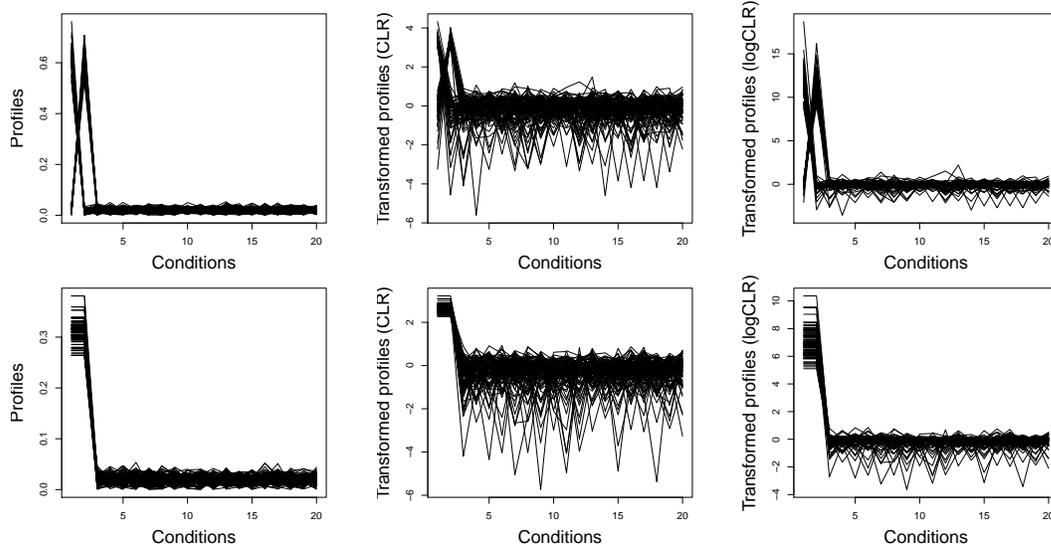 Profiles
0.0 0.2 0.4 0.6
5 10 15 20
Conditions
Transformed profiles (CLR)
−6 −4 −2 0 2 4
5 10 15 20
Conditions
Transformed profiles (logCLR)
0 5 10 15
5 10 15 20
Conditions
Profiles
0.0 0.1 0.2 0.3
5 10 15 20
Conditions
Transformed profiles (CLR)
−6 −4 −2 0 2
5 10 15 20
Conditions
Transformed profiles (logCLR)
−4 −2 0 2 4 6 8 10
5 10 15 20
Conditions